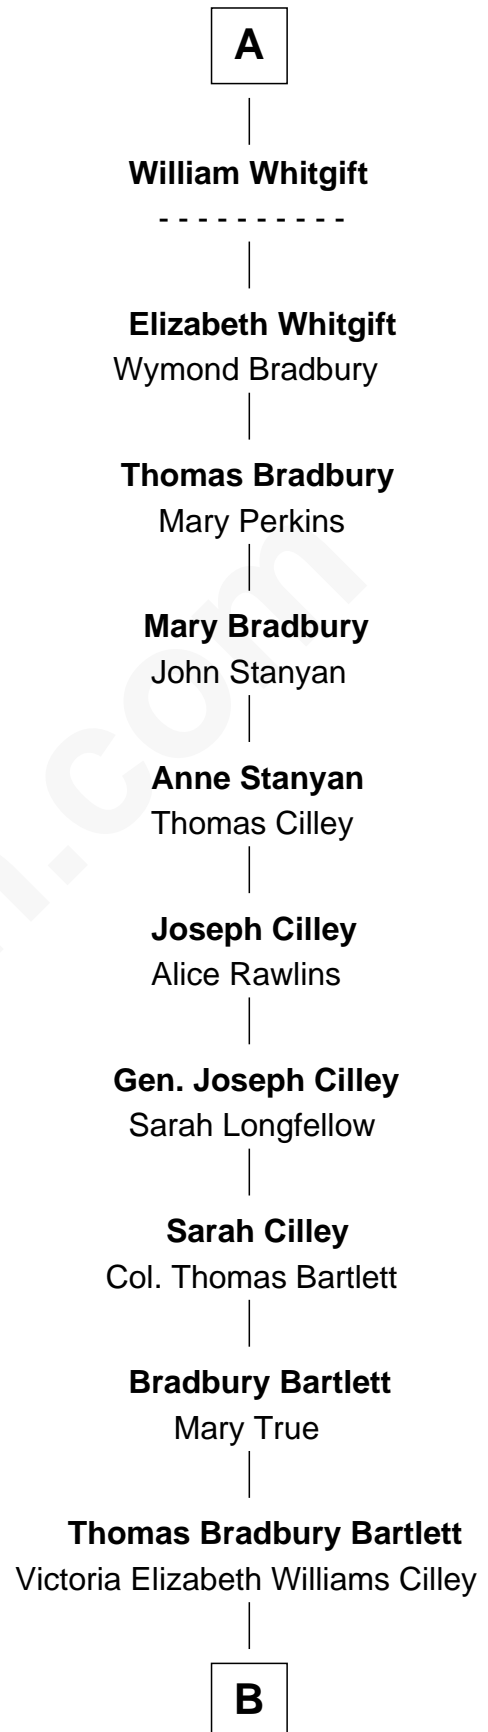 A
William Whitgift
- - - - - - - - - -
Elizabeth Whitgift
Wymond Bradbury
Thomas Bradbury
Mary Perkins
Mary Bradbury
John Stanyan
Anne Stanyan
Thomas Cilley
Joseph Cilley
Alice Rawlins
Gen. Joseph Cilley
Sarah Longfellow
Sarah Cilley
Col. Thomas Bartlett
Bradbury Bartlett
Mary True
Thomas Bradbury Bartlett
Victoria Elizabeth Williams Cilley
B